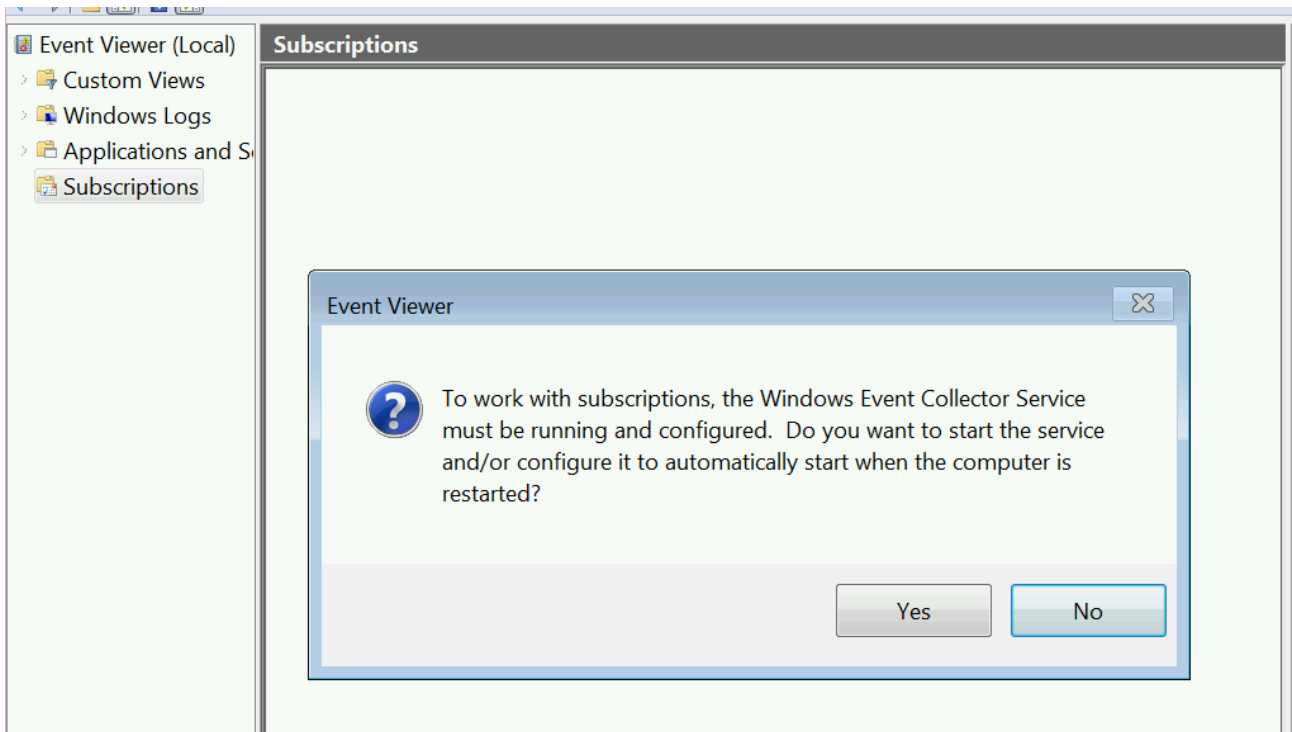 Event Viewer (Local)
Custom Views
Windows Logs
Applications and
Subscriptions
Subscriptions
Event Viewer
To work with subscriptions, the Windows Event Collector Service
must be running and configured.  Do you want to start the service
and/or configure it to automatically start when the computer is
restarted?
Yes
No